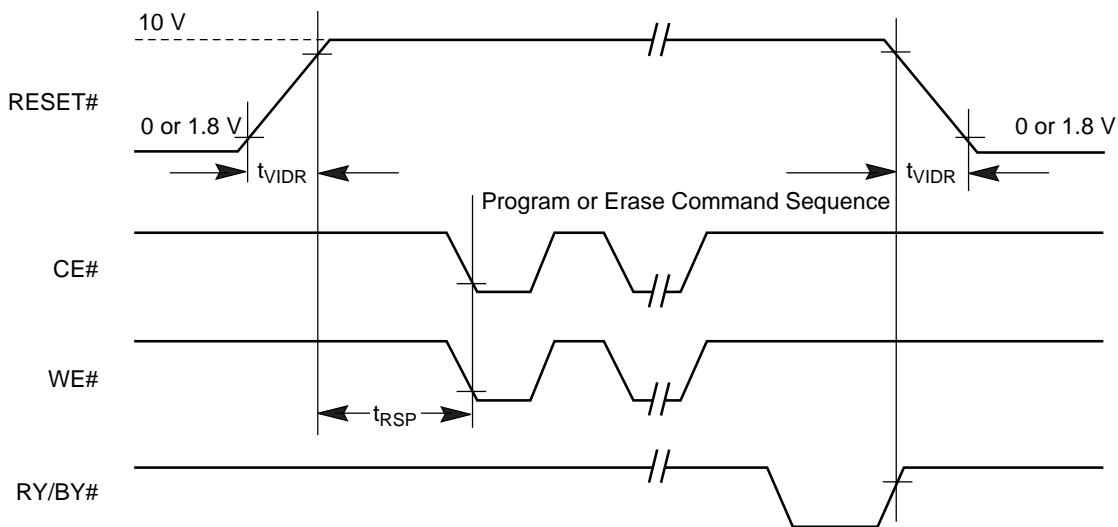 10 V
RESET#
0 or 1.8 V
0 or 1.8 V
tVIDR
tVIDR
Program or Erase Command Sequence
CE#
WE#
tRSP
RY/BY#